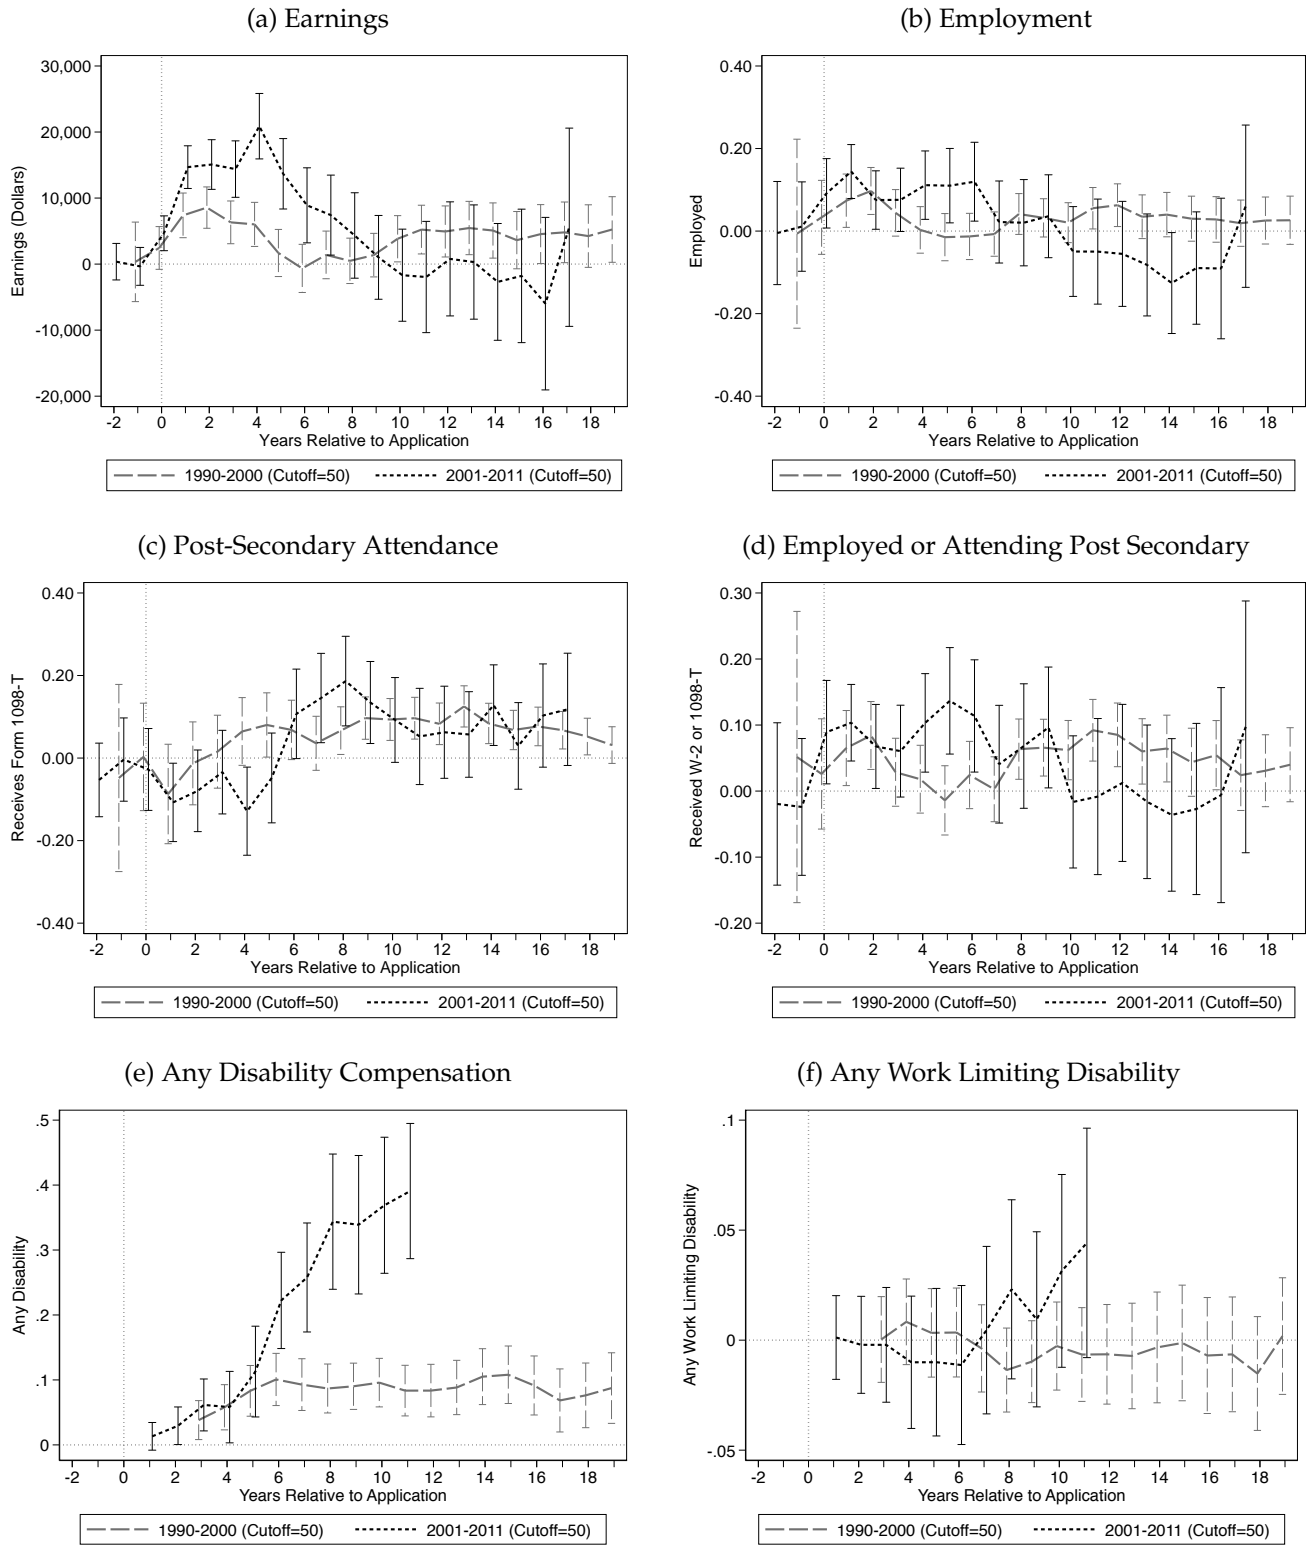 (a) Earnings
30,000
20,000
10,000
0
-10,000
-20,000
Earnings (Dollars)
-2 0 2 4 6 8 10 12 14 16 18
Years Relative to Application
1990-2000 (Cutoff=50) 2001-2011 (Cutoff=50)
(b) Employment
0.40
0.20
0.00
-0.20
-0.40
Employed
-2 0 2 4 6 8 10 12 14 16 18
Years Relative to Application
1990-2000 (Cutoff=50) 2001-2011 (Cutoff=50)
(c) Post-Secondary Attendance
0.40
0.20
0.00
-0.20
-0.40
Receives Form 1098-T
-2 0 2 4 6 8 10 12 14 16 18
Years Relative to Application
1990-2000 (Cutoff=50) 2001-2011 (Cutoff=50)
(d) Employed or Attending Post Secondary
0.30
0.20
0.10
0.00
-0.10
-0.20
Received W-2 or 1098-T
-2 0 2 4 6 8 10 12 14 16 18
Years Relative to Application
1990-2000 (Cutoff=50) 2001-2011 (Cutoff=50)
(e) Any Disability Compensation
.5
.4
.3
.2
.1
0
Any Disability
-2 0 2 4 6 8 10 12 14 16 18
Years Relative to Application
1990-2000 (Cutoff=50) 2001-2011 (Cutoff=50)
(f) Any Work Limiting Disability
.1
.05
0
-.05
Any Work Limiting Disability
-2 0 2 4 6 8 10 12 14 16 18
Years Relative to Application
1990-2000 (Cutoff=50) 2001-2011 (Cutoff=50)